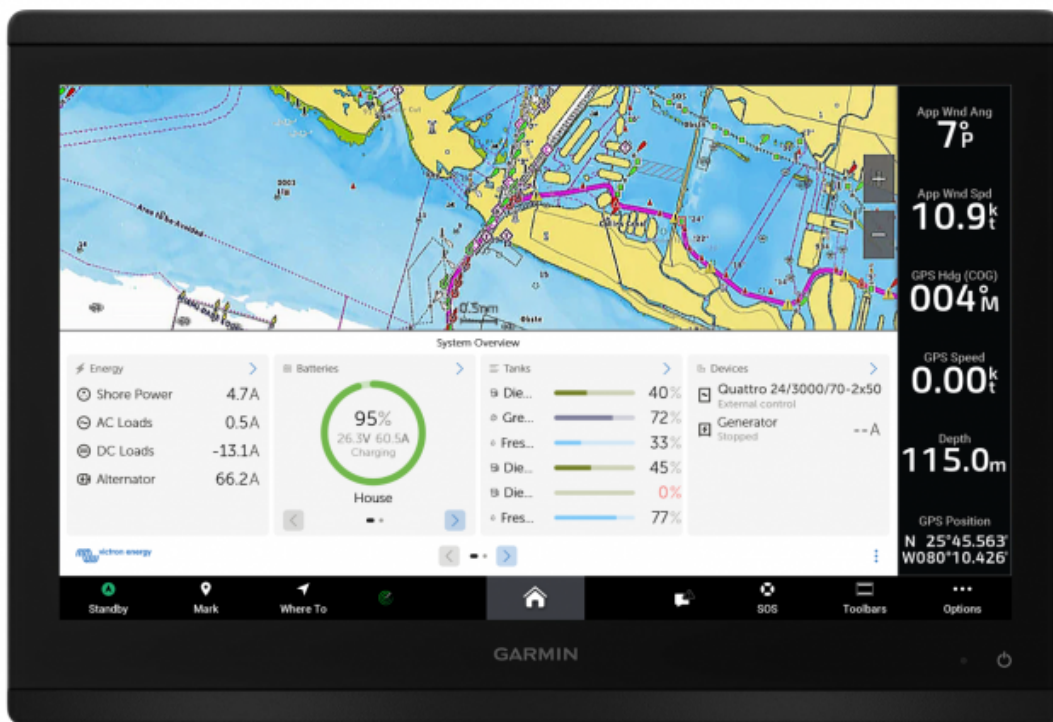 Area to be Avoided
0.5nm
App Wnd Ang
7°P
App Wnd Spd
10.9kt
GPS Hdg (COG)
004°M
GPS Speed
0.00kt
Depth
115.0m
GPS Position
N 25°45.563'
W080°10.426'
System Overview
Energy
Shore Power 4.7A
AC Loads 0.5A
DC Loads -13.1A
Alternator 66.2A
Batteries
95%
26.3V 60.5A
Charging
House
Tanks
Die... 40%
Gre... 72%
Fres... 33%
Die... 45%
Die... 0%
Fres... 77%
Devices
Quattro 24/3000/70-2x50
External control
Generator --A
Stopped
victron energy
Standby
Mark
Where To
SOS
Toolbars
Options
GARMIN